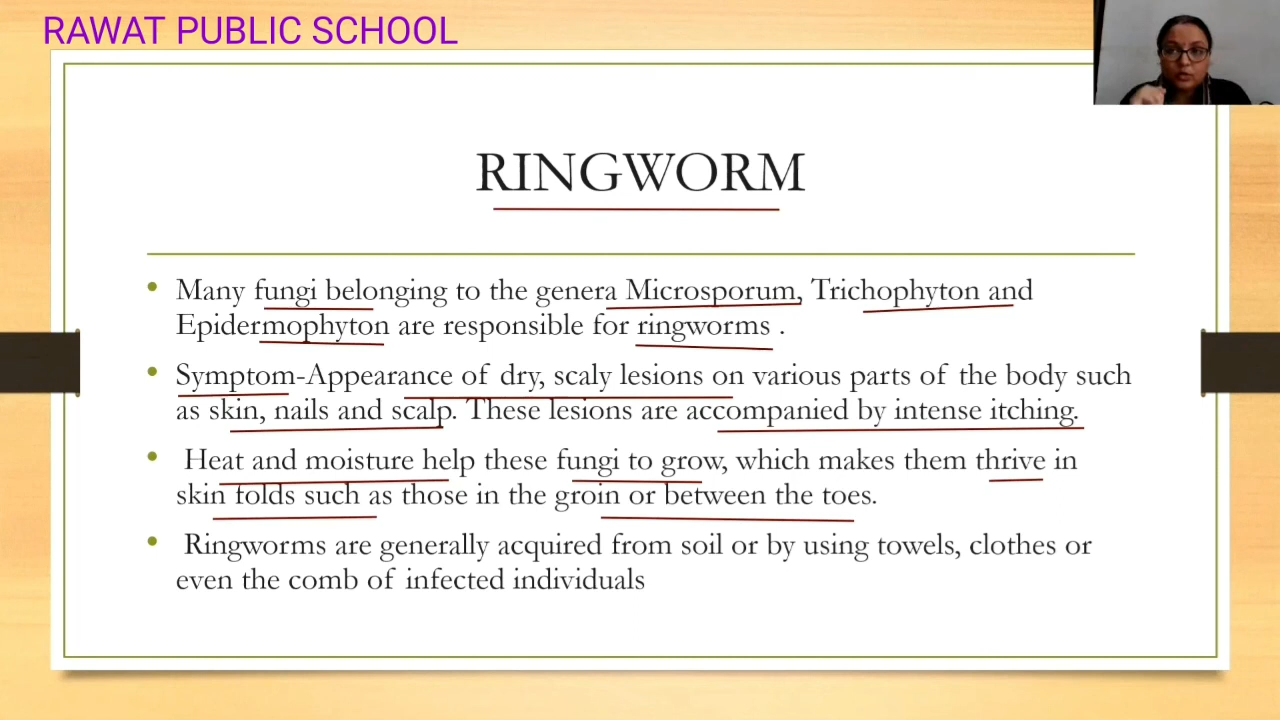 RAWAT PUBLIC SCHOOL
RINGWORM
• Many fungi belonging to the genera Microsporum, Trichophyton and
Epidermophyton are responsible for ringworms .
• Symptom-Appearance of dry, scaly lesions on various parts of the body such
as skin, nails and scalp. These lesions are accompanied by intense itching.
• Heat and moisture help these fungi to grow, which makes them thrive in
skin folds such as those in the groin or between the toes.
• Ringworms are generally acquired from soil or by using towels, clothes or
even the comb of infected individuals